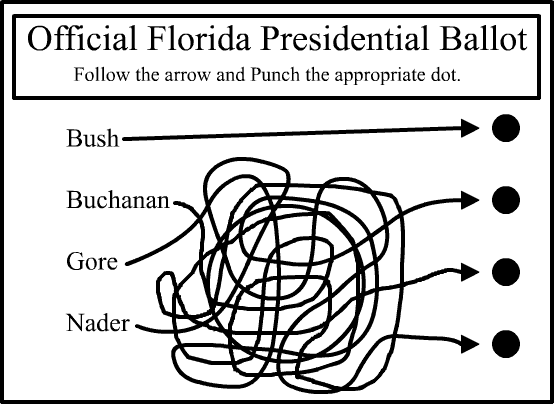 Official Florida Presidential Ballot
Follow the arrow and Punch the appropriate dot.
Bush
Buchanan
Gore
Nader